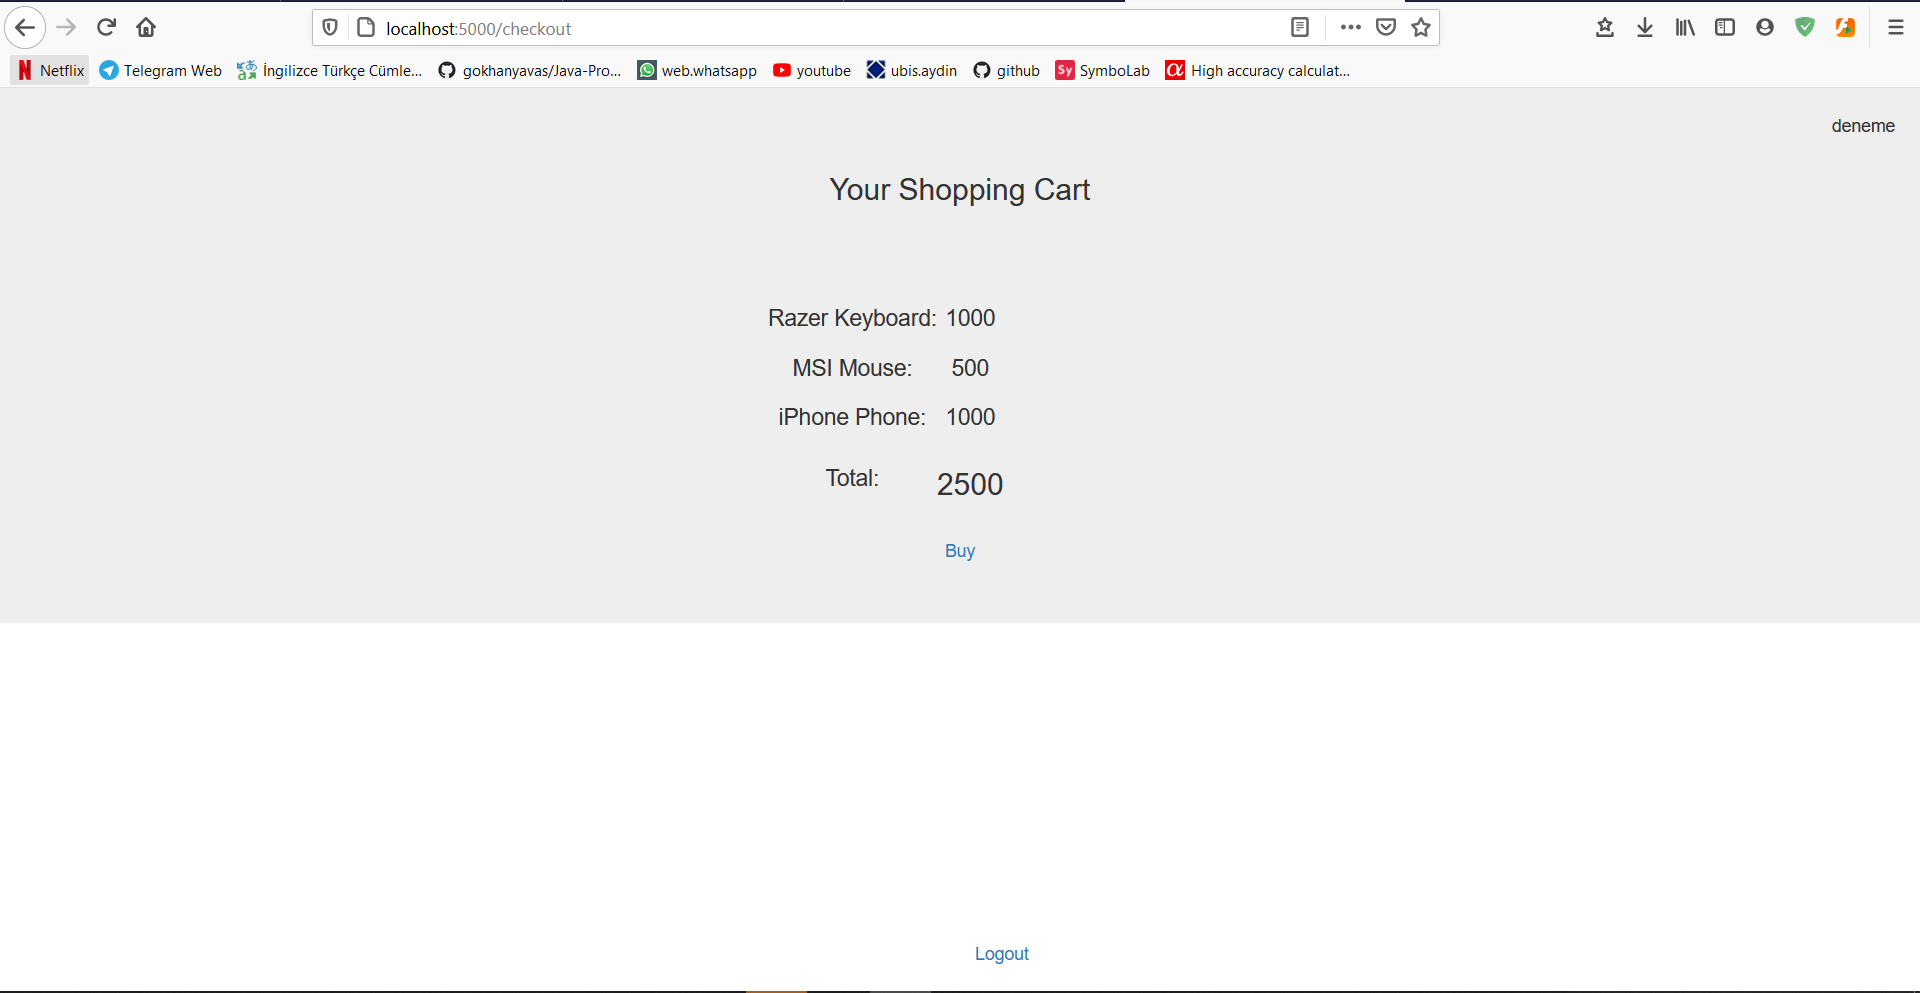 localhost:5000/checkout
Netflix Telegram Web İngilizce Türkçe Cümle... gokhanyavas/Java-Pro... web.whatsapp youtube ubis.aydin github Sy SymboLab High accuracy calculat...
deneme
Your Shopping Cart
Razer Keyboard: 1000
MSI Mouse: 500
iPhone Phone: 1000
Total: 2500
Buy
Logout